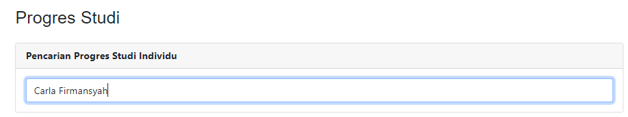 Progres Studi
Pencarian Progres Studi Individu
Carla Firmansyah